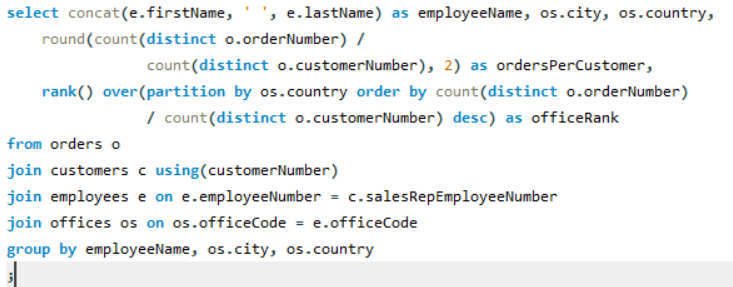 select concat(e.firstName, ' ', e.lastName) as employeeName, os.city, os.country,
round(count(distinct o.orderNumber) /
count(distinct o.customerNumber), 2) as ordersPerCustomer,
rank() over(partition by os.country order by count(distinct o.orderNumber)
/ count(distinct o.customerNumber) desc) as officeRank
from orders o
join customers c using(customerNumber)
join employees e on e.employeeNumber = c.salesRepEmployeeNumber
join offices os on os.officeCode = e.officeCode
group by employeeName, os.city, os.country
;